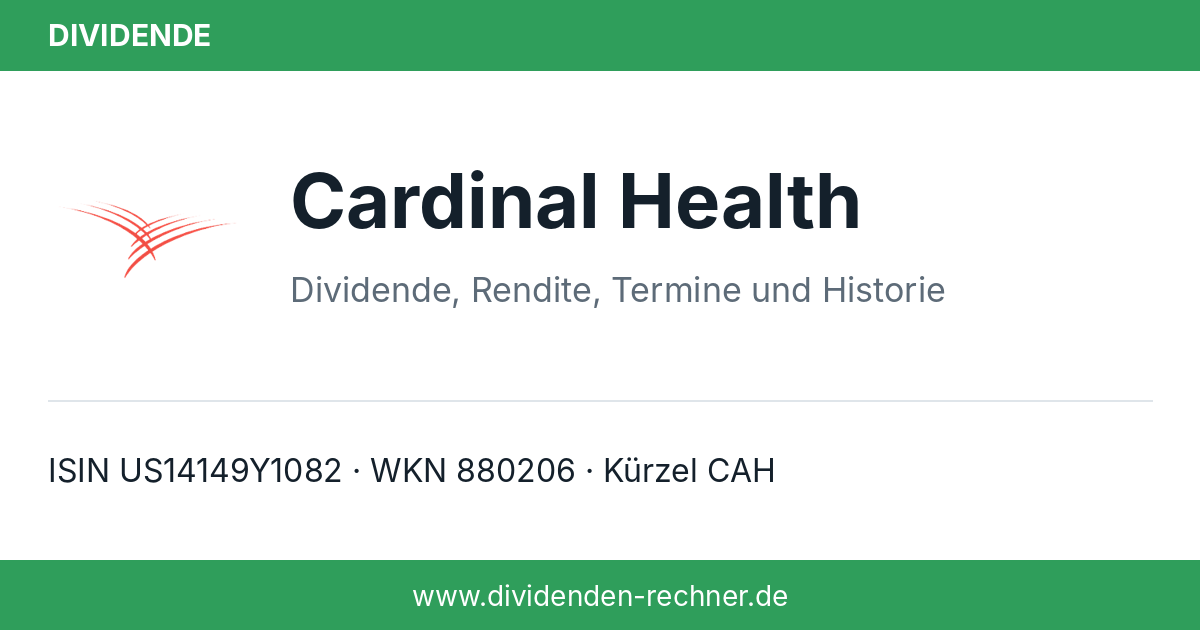 DIVIDENDE
Cardinal Health
Dividende, Rendite, Termine und Historie
ISIN US14149Y1082 · WKN 880206 · Kürzel CAH
www.dividenden-rechner.de